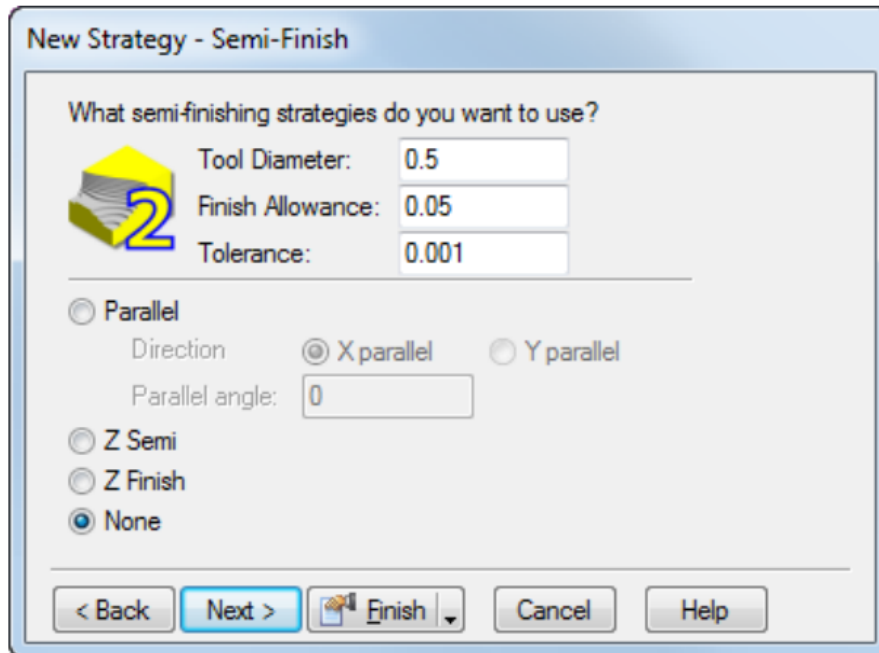 New Strategy - Semi-Finish
What semi-finishing strategies do you want to use?
2
Tool Diameter: 0.5
Finish Allowance: 0.05
Tolerance: 0.001
Parallel
Direction X parallel Y parallel
Parallel angle: 0
Z Semi
Z Finish
None
< Back Next > Finish Cancel Help